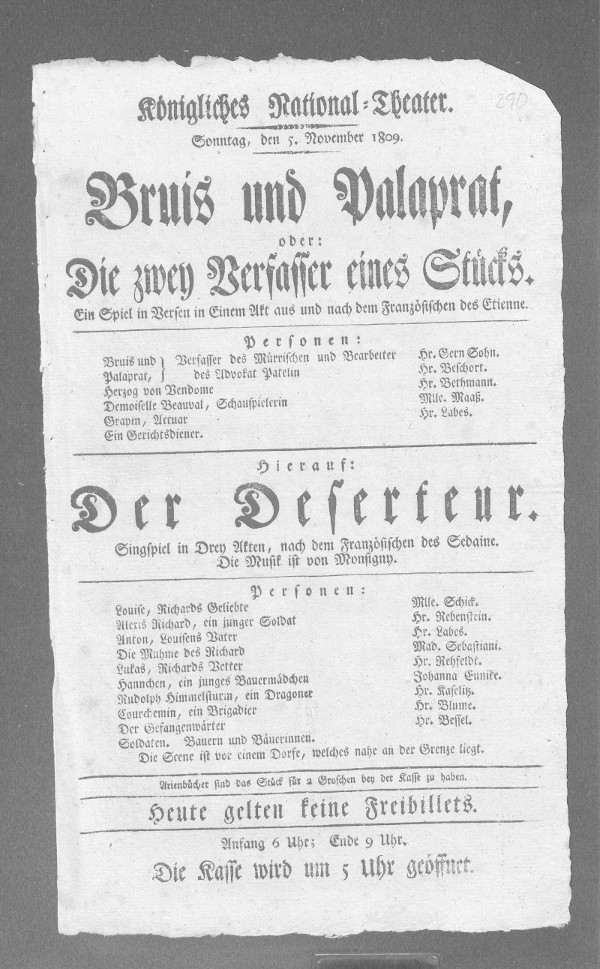 290
Königliches National-Theater.
Sonntag, den 5. November 1809.
Bruis und Palaprat,
oder:
Die zwey Verfasser eines Stücks.
Ein Spiel in Versen in Einem Akt aus und nach dem Französischen des Etienne.
Personen:
Bruis und } Verfasser des Mürrischen und Bearbeiter Hr. Gern Sohn.
Palaprat, } des Advokat Patelin Hr. Beschort.
Herzog von Vendome Hr. Bethmann.
Demoiselle Beauval, Schauspielerin Mlle. Maaß.
Grapin, Actuar Hr. Labes.
Ein Gerichtsdiener.
Hierauf:
Der Deserteur.
Singspiel in Drey Akten, nach dem Französischen des Sedaine.
Die Musik ist von Monsigny.
Personen:
Louise, Richards Geliebte Mlle. Schick.
Alexis Richard, ein junger Soldat Hr. Rebenstein.
Anton, Louisens Vater Hr. Labes.
Die Muhme des Richard Mad. Sebastiani.
Lukas, Richards Vetter Hr. Rehfeldt.
Hannchen, ein junges Bauermädchen Johanna Eunike.
Rudolph Himmelsturm, ein Dragoner Hr. Kaselitz.
Courchemin, ein Brigadier Hr. Blume.
Der Gefangenwärter Hr. Bessel.
Soldaten. Bauern und Bäuerinnen.
Die Scene ist vor einem Dorfe, welches nahe an der Grenze liegt.
Arienbücher sind das Stück für 2 Groschen bey der Kasse zu haben.
Heute gelten keine Freibillets.
Anfang 6 Uhr; Ende 9 Uhr.
Die Kasse wird um 5 Uhr geöffnet.